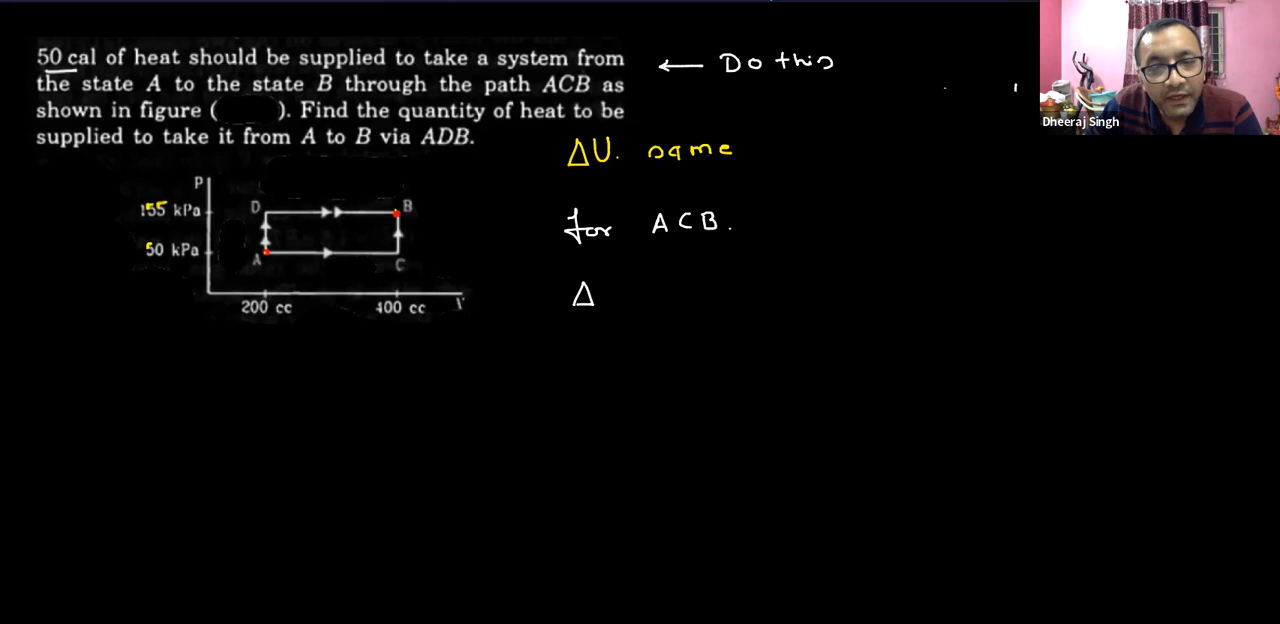 50 cal of heat should be supplied to take a system from
the state A to the state B through the path ACB as
shown in figure ( ). Find the quantity of heat to be
supplied to take it from A to B via ADB.
← Do this
Dheeraj Singh
ΔU. same
for ACB.
Δ
P
155 kPa
D
B
50 kPa
A
C
200 cc
400 cc
V